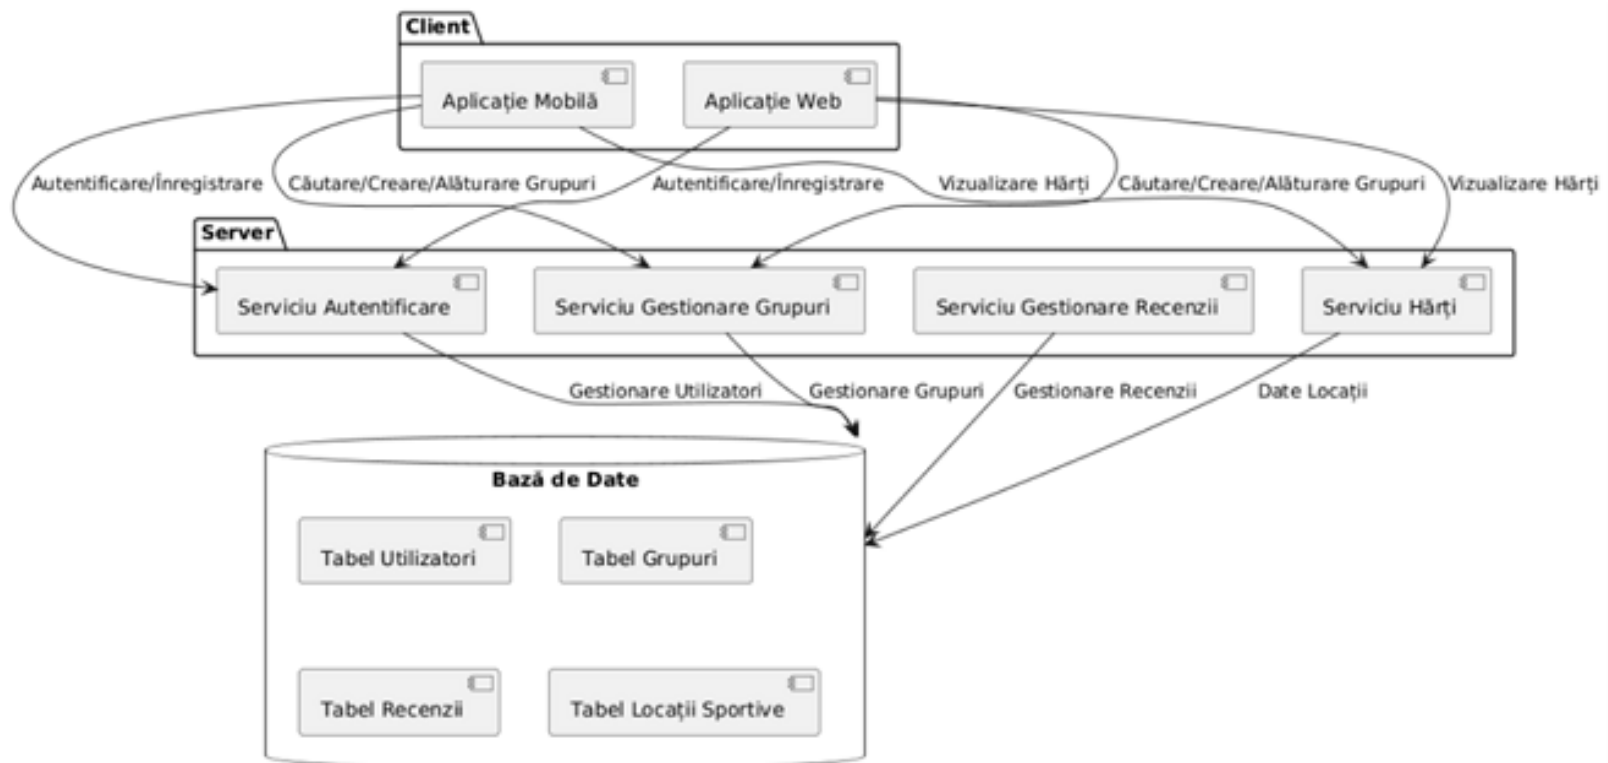 Client
Aplicație Mobilă
Aplicație Web
Autentificare/Înregistrare
Căutare/Creare/Alăturare Grupuri
Autentificare/Înregistrare
Vizualizare Hărți
Căutare/Creare/Alăturare Grupuri
Vizualizare Hărți
Server
Serviciu Autentificare
Serviciu Gestionare Grupuri
Serviciu Gestionare Recenzii
Serviciu Hărți
Gestionare Utilizatori
Gestionare Grupuri
Gestionare Recenzii
Date Locații
Bază de Date
Tabel Utilizatori
Tabel Grupuri
Tabel Recenzii
Tabel Locații Sportive